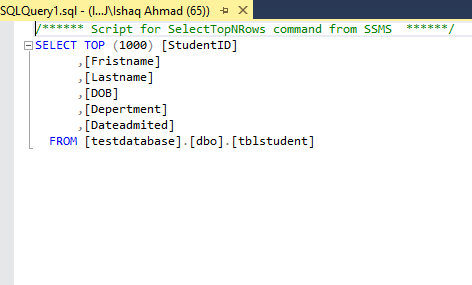 SQLQuery1.sql - (l...J\Ishaq Ahmad (65))
/****** Script for SelectTopNRows command from SSMS  ******/
SELECT TOP (1000) [StudentID]
      ,[Fristname]
      ,[Lastname]
      ,[DOB]
      ,[Depertment]
      ,[Dateadmited]
  FROM [testdatabase].[dbo].[tblstudent]